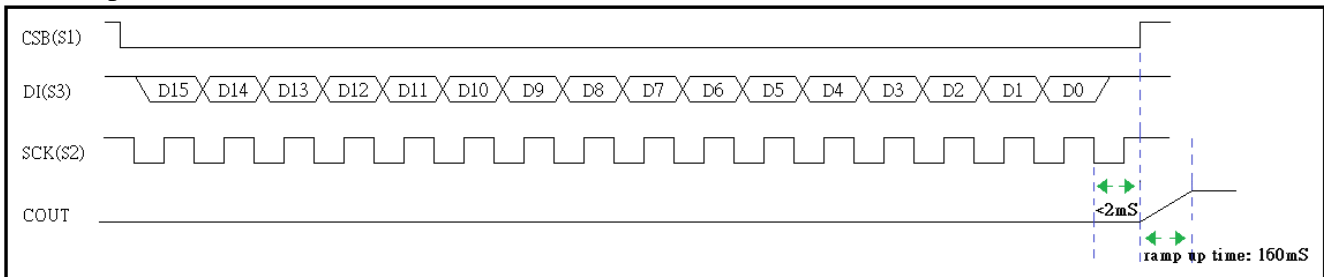 CSB(S1)
DI(S3) D15 D14 D13 D12 D11 D10 D9 D8 D7 D6 D5 D4 D3 D2 D1 D0
SCK(S2)
COUT
<2mS
ramp up time: 160mS